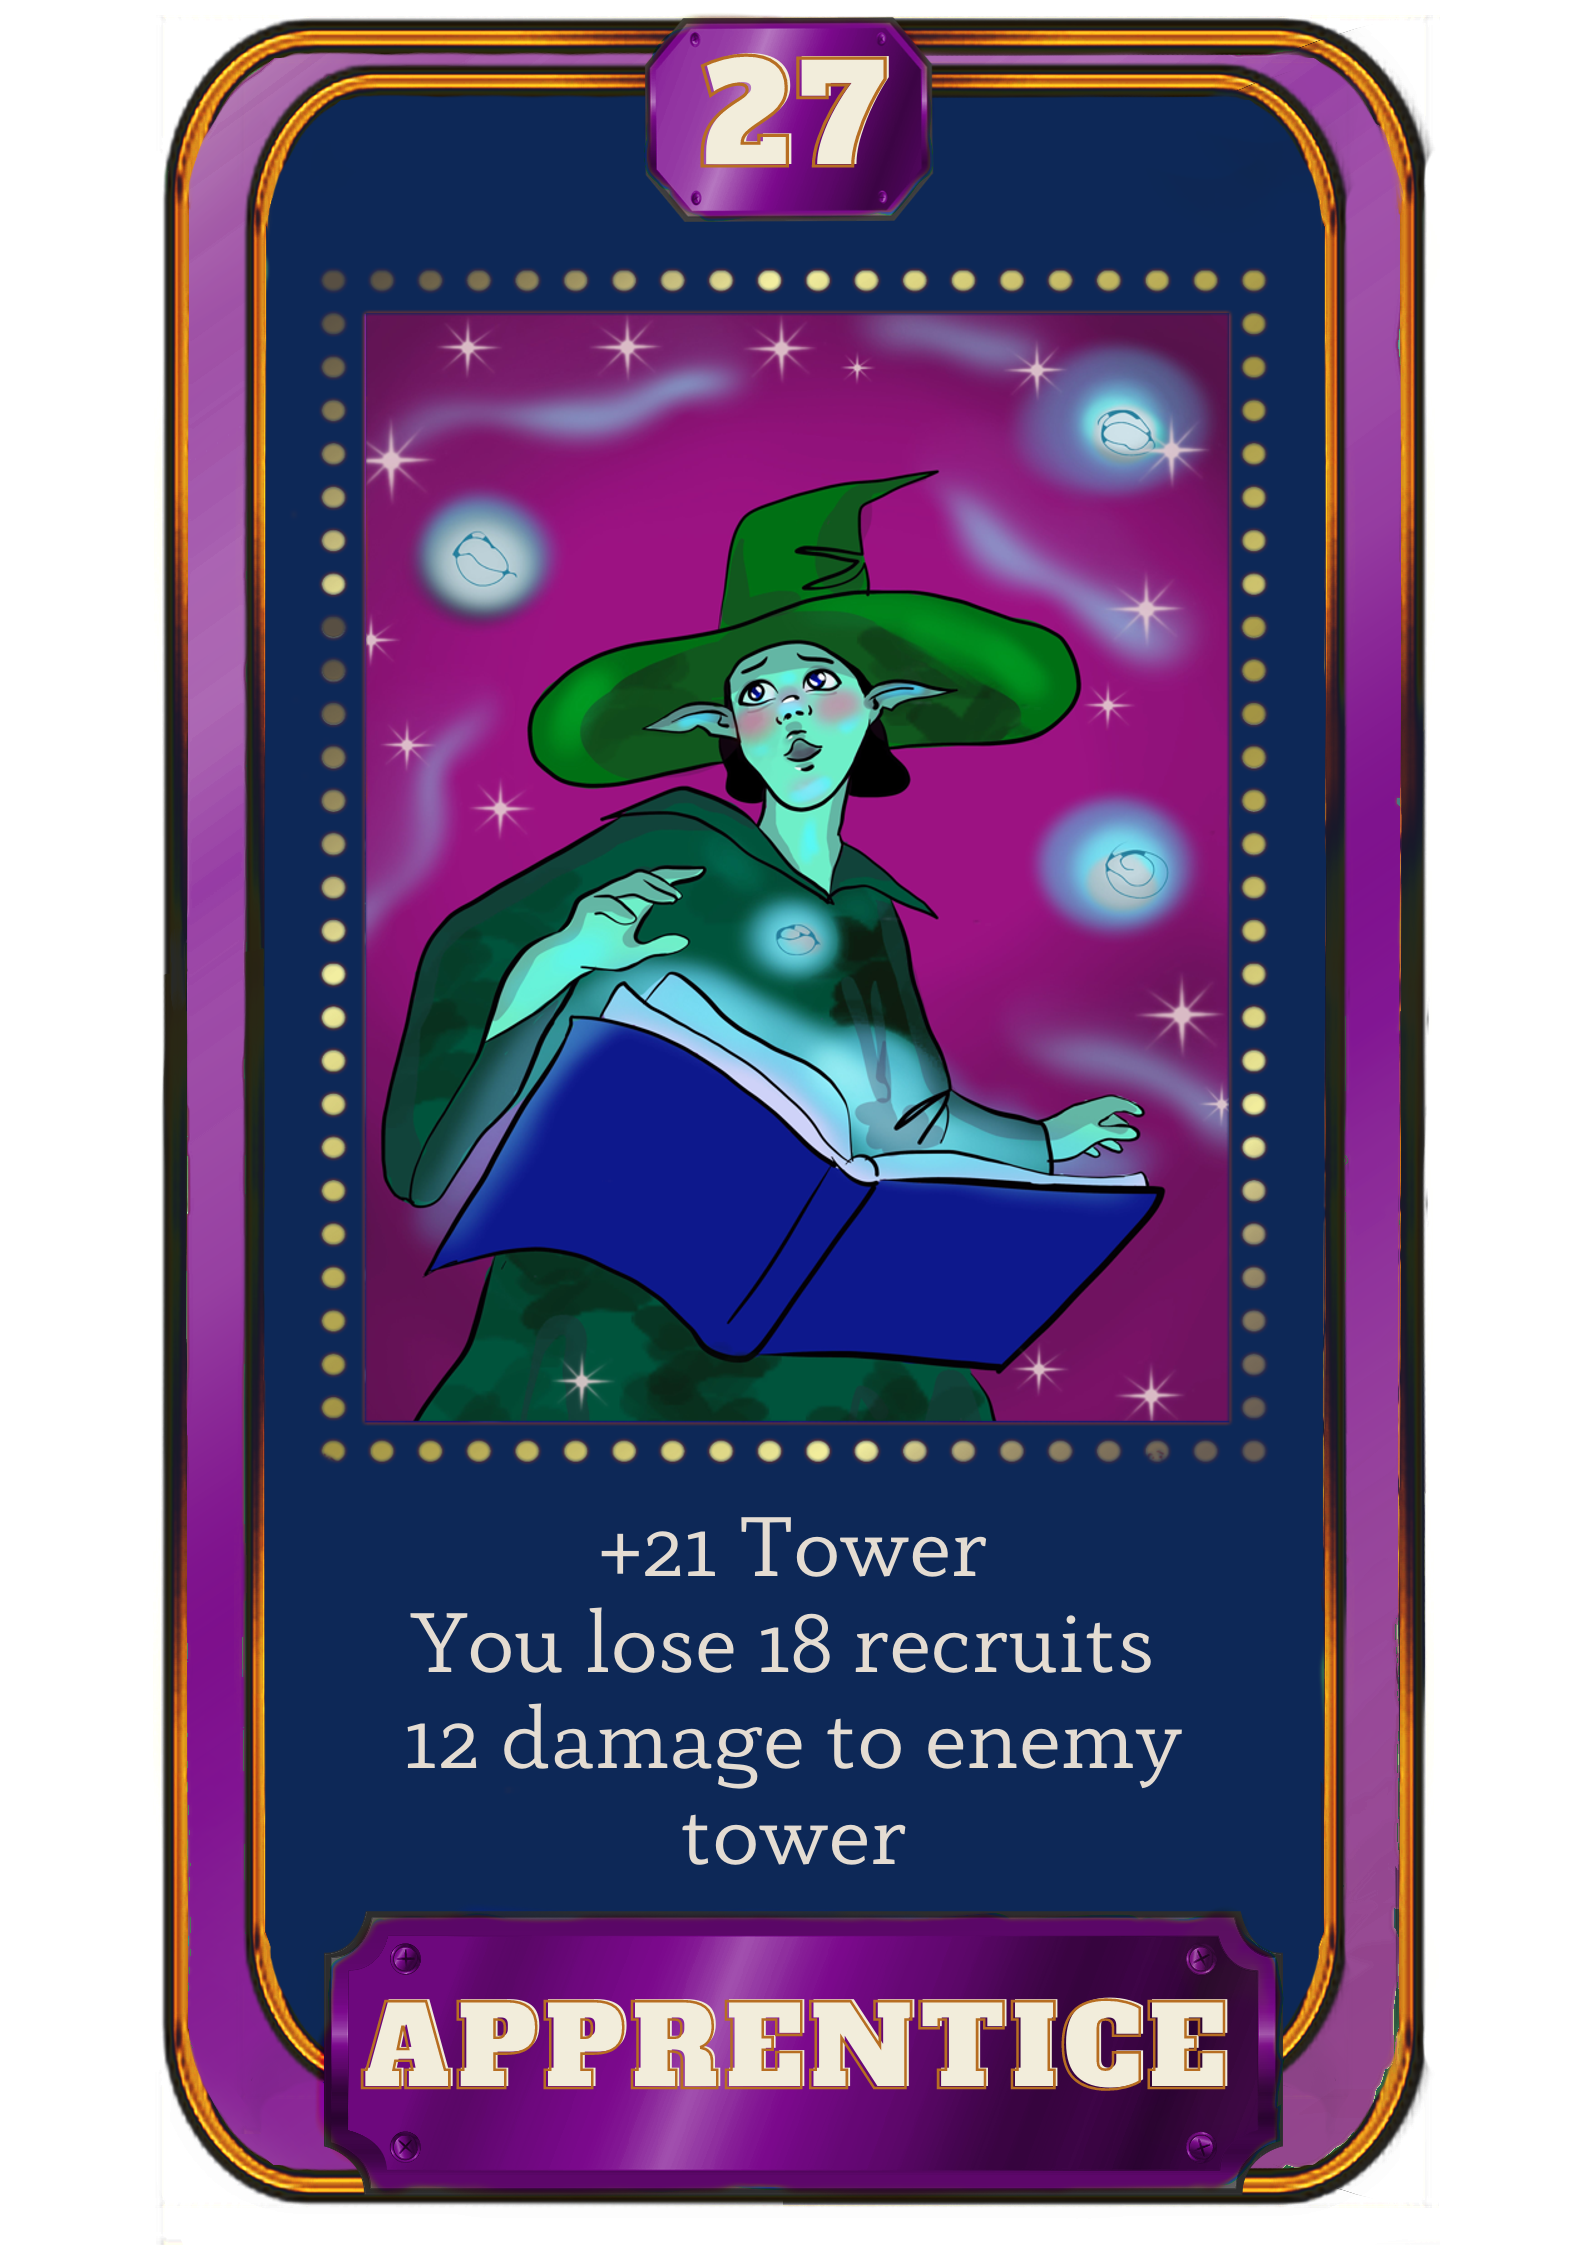 27
+21 Tower
You lose 18 recruits
12 damage to enemy
tower
APPRENTICE